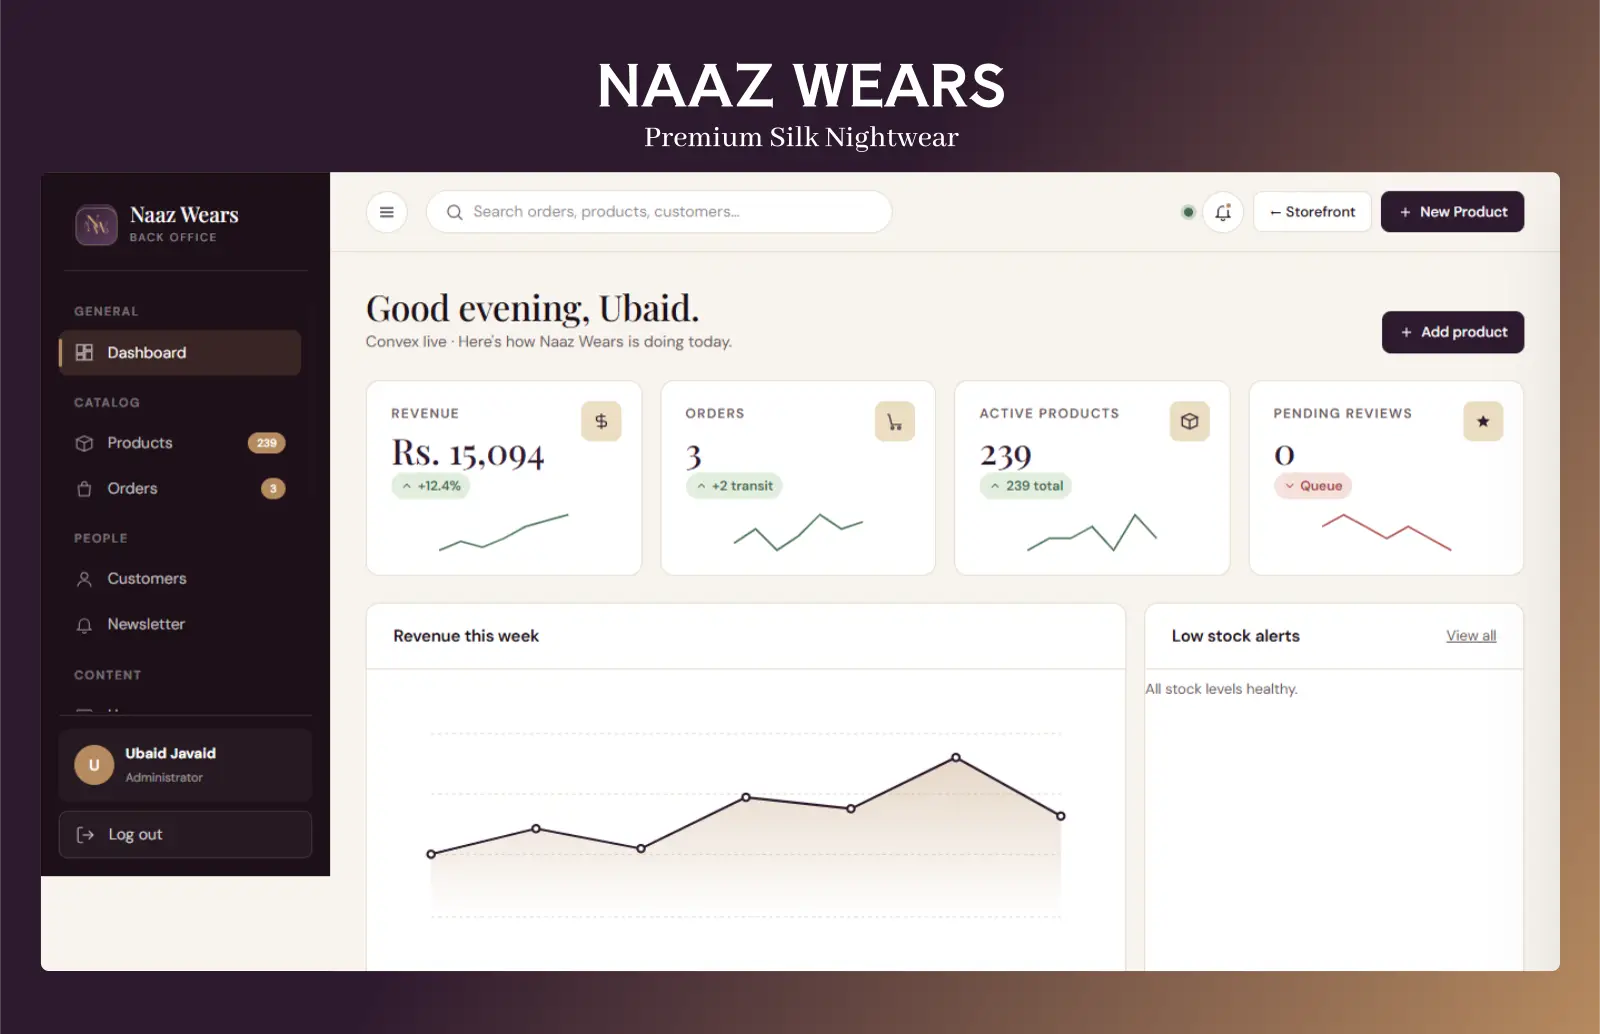 NAAZ WEARS
Premium Silk Nightwear
Naaz Wears
BACK OFFICE
GENERAL
Dashboard
CATALOG
Products 239
Orders 3
PEOPLE
Customers
Newsletter
CONTENT
U
Ubaid Javaid
Administrator
Log out
Search orders, products, customers...
← Storefront
+ New Product
Good evening, Ubaid.
Convex live · Here's how Naaz Wears is doing today.
+ Add product
REVENUE
$
Rs. 15,094
+12.4%
ORDERS
3
+2 transit
ACTIVE PRODUCTS
239
239 total
PENDING REVIEWS
0
Queue
Revenue this week
Low stock alerts
View all
All stock levels healthy.